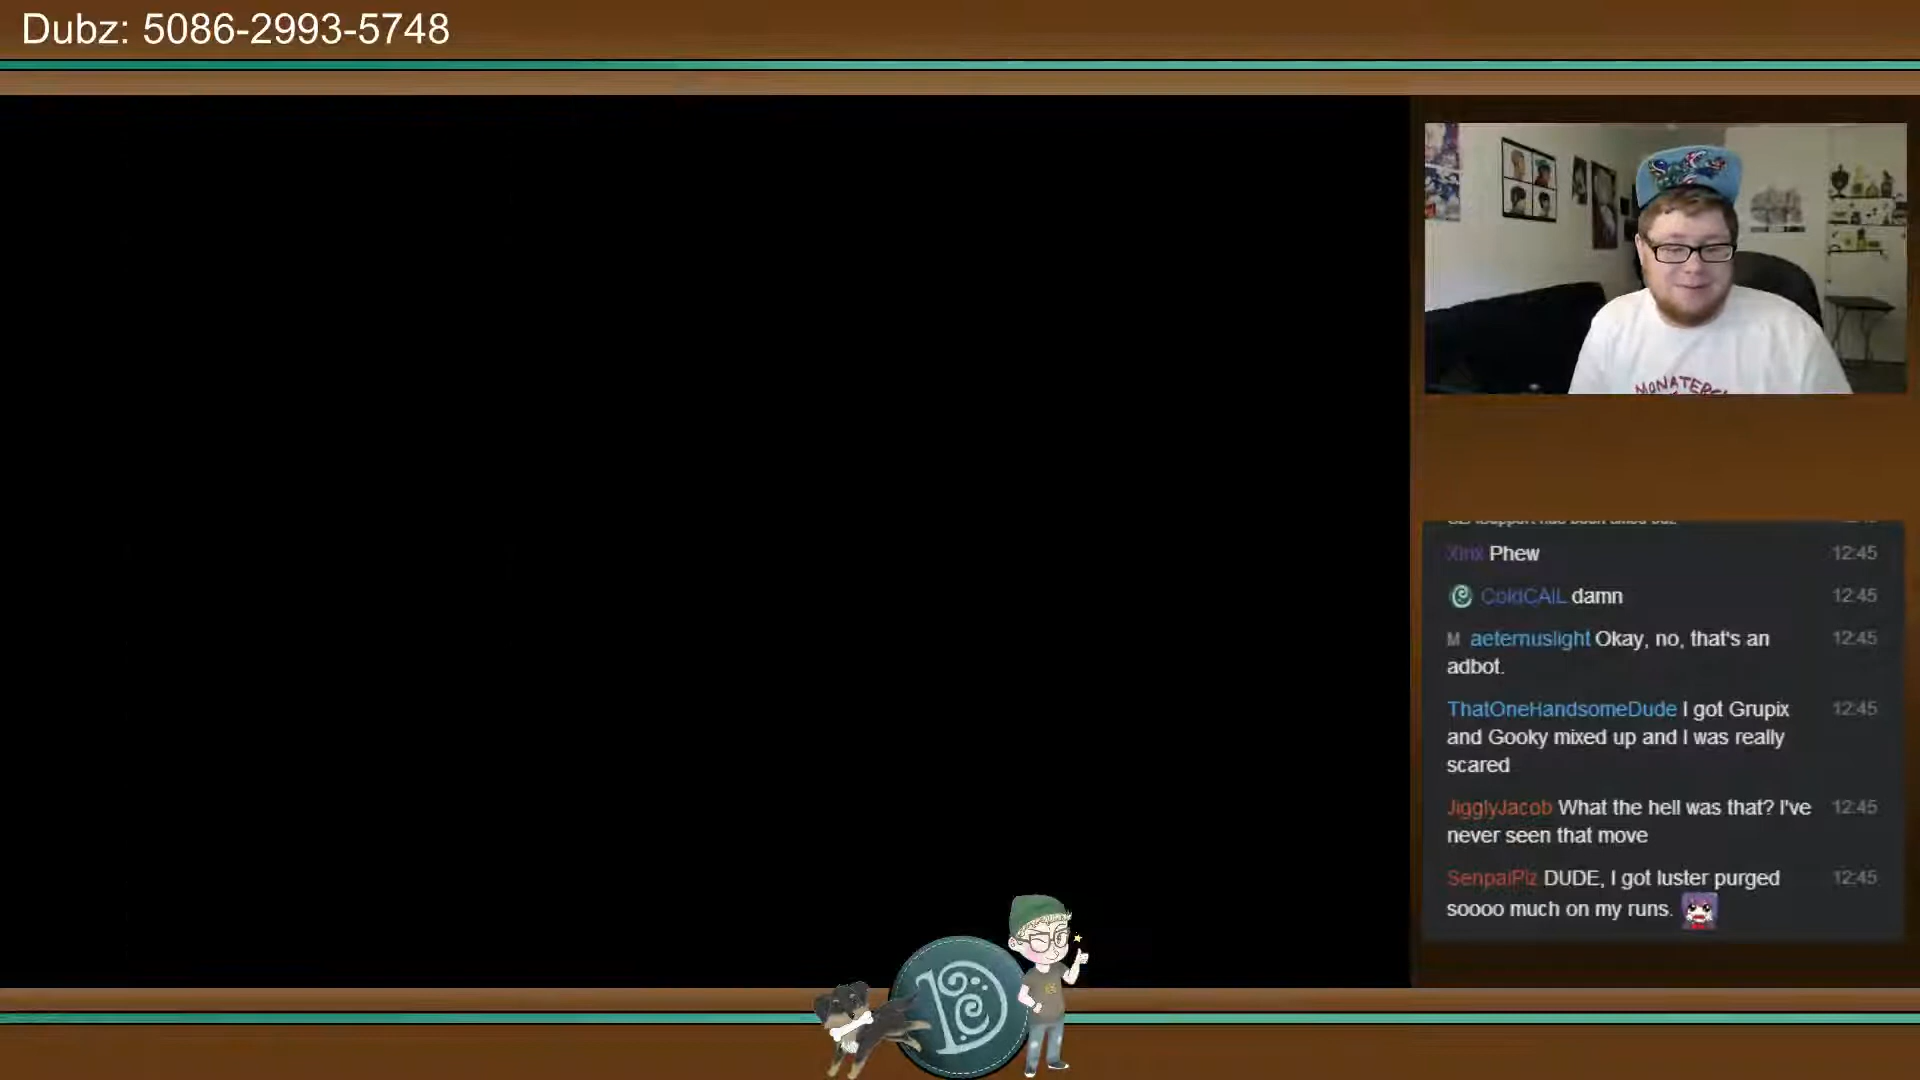 Dubz: 5086-2993-5748
Xinx Phew 12:45
ColdCAIL damn 12:45
M aeternuslight Okay, no, that's an 12:45
adbot.
ThatOneHandsomeDude I got Grupix 12:45
and Gooky mixed up and I was really
scared
JigglyJacob What the hell was that? I've 12:45
never seen that move
SenpaiPlz DUDE, I got luster purged 12:45
soooo much on my runs.
D